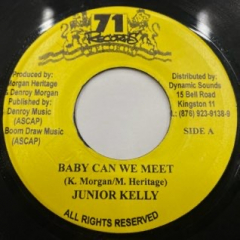 71
RECORDS
Produced by:
Morgan Heritage
& Denroy Morgan
Published by:
Denroy Music
(ASCAP)
Boom Draw Music
(ASCAP)
Distributed by:
Dynamic Sounds
15 Bell Road
Kingston 11
SIDE A
BABY CAN WE MEET
(K. Morgan/M. Heritage)
JUNIOR KELLY
ALL RIGHTS RESERVED